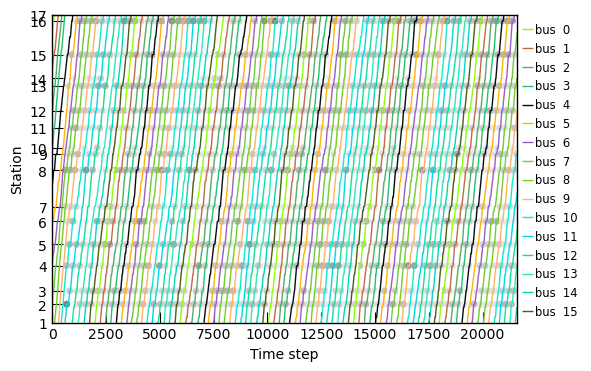 17
16
15
14
13
12
11
10
9
8
7
6
5
4
3
2
1
Station
0 2500 5000 7500 10000 12500 15000 17500 20000
Time step
bus 0
bus 1
bus 2
bus 3
bus 4
bus 5
bus 6
bus 7
bus 8
bus 9
bus 10
bus 11
bus 12
bus 13
bus 14
bus 15